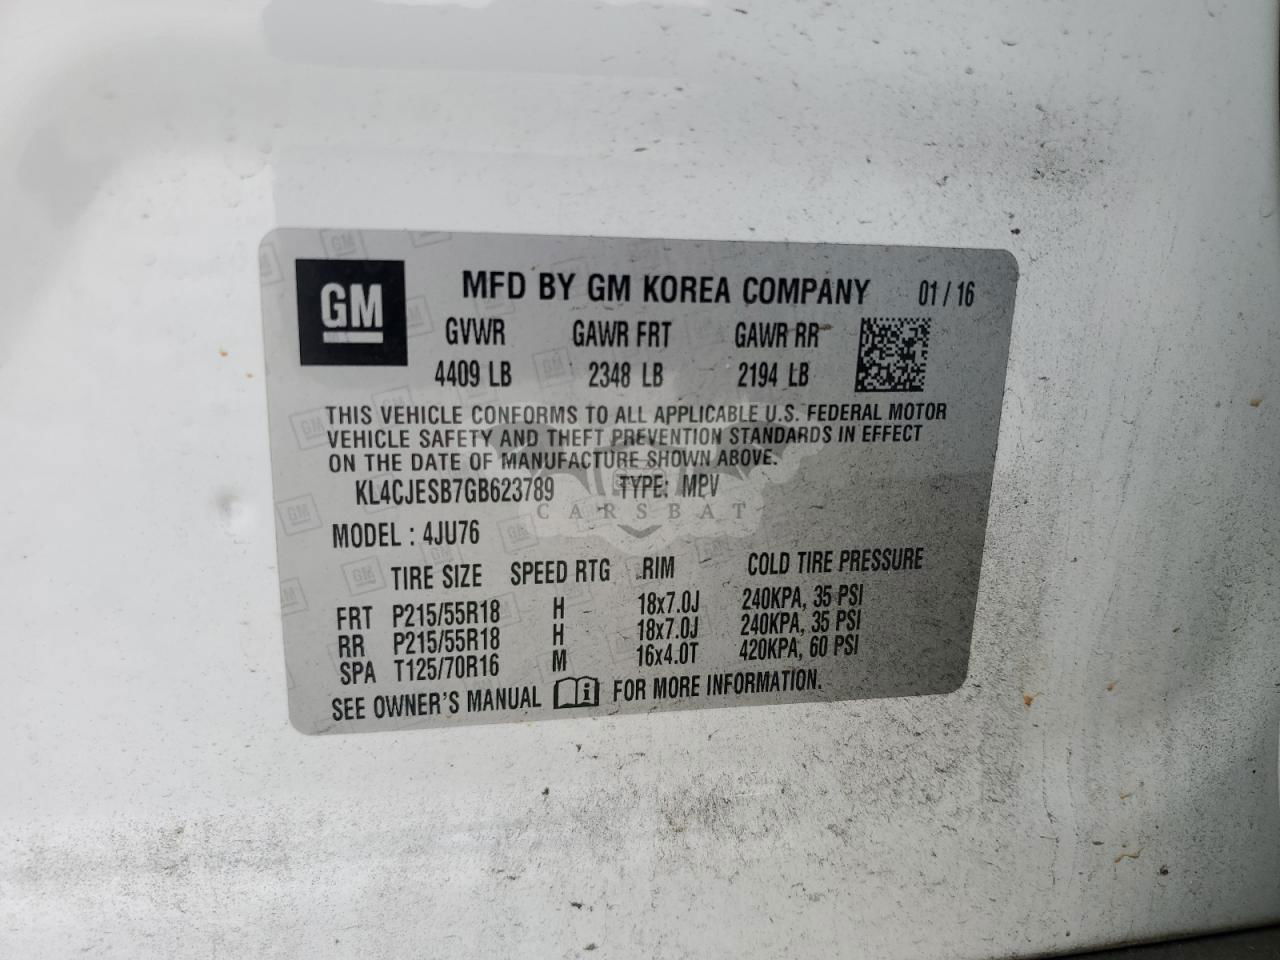 GM MFD BY GM KOREA COMPANY 01 / 16
GVWR GAWR FRT GAWR RR
4409 LB 2348 LB 2194 LB
THIS VEHICLE CONFORMS TO ALL APPLICABLE U.S. FEDERAL MOTOR
VEHICLE SAFETY AND THEFT PREVENTION STANDARDS IN EFFECT
ON THE DATE OF MANUFACTURE SHOWN ABOVE.
KL4CJESB7GB623789 TYPE: MPV
CARSBAT
MODEL : 4JU76
TIRE SIZE SPEED RTG RIM COLD TIRE PRESSURE
FRT P215/55R18 H 18x7.0J 240KPA, 35 PSI
RR P215/55R18 H 18x7.0J 240KPA, 35 PSI
SPA T125/70R16 M 16x4.0T 420KPA, 60 PSI
SEE OWNER'S MANUAL FOR MORE INFORMATION.